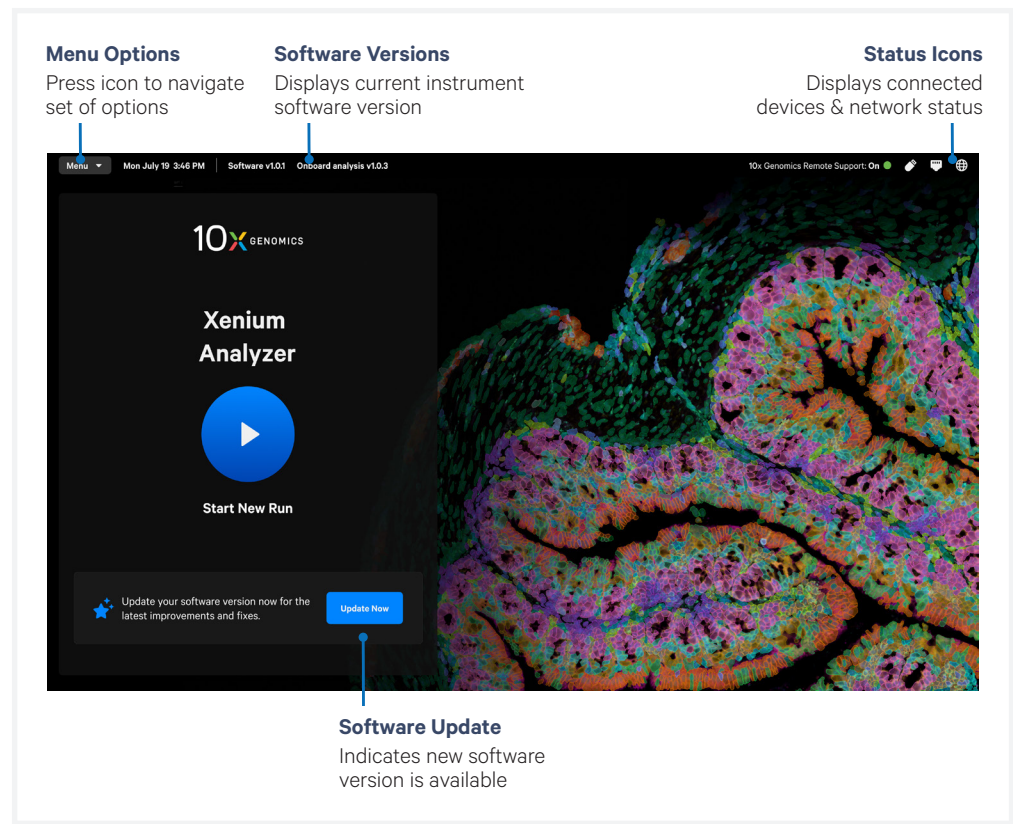 Menu Options
Press icon to navigate
set of options
Software Versions
Displays current instrument
software version
Status Icons
Displays connected
devices & network status
Menu
Mon July 19 3:46 PM
Software v1.0.1
Onboard analysis v1.0.3
10x Genomics Remote Support: On
10X GENOMICS
Xenium
Analyzer
Start New Run
Update your software version now for the
latest improvements and fixes.
Update Now
Software Update
Indicates new software
version is available